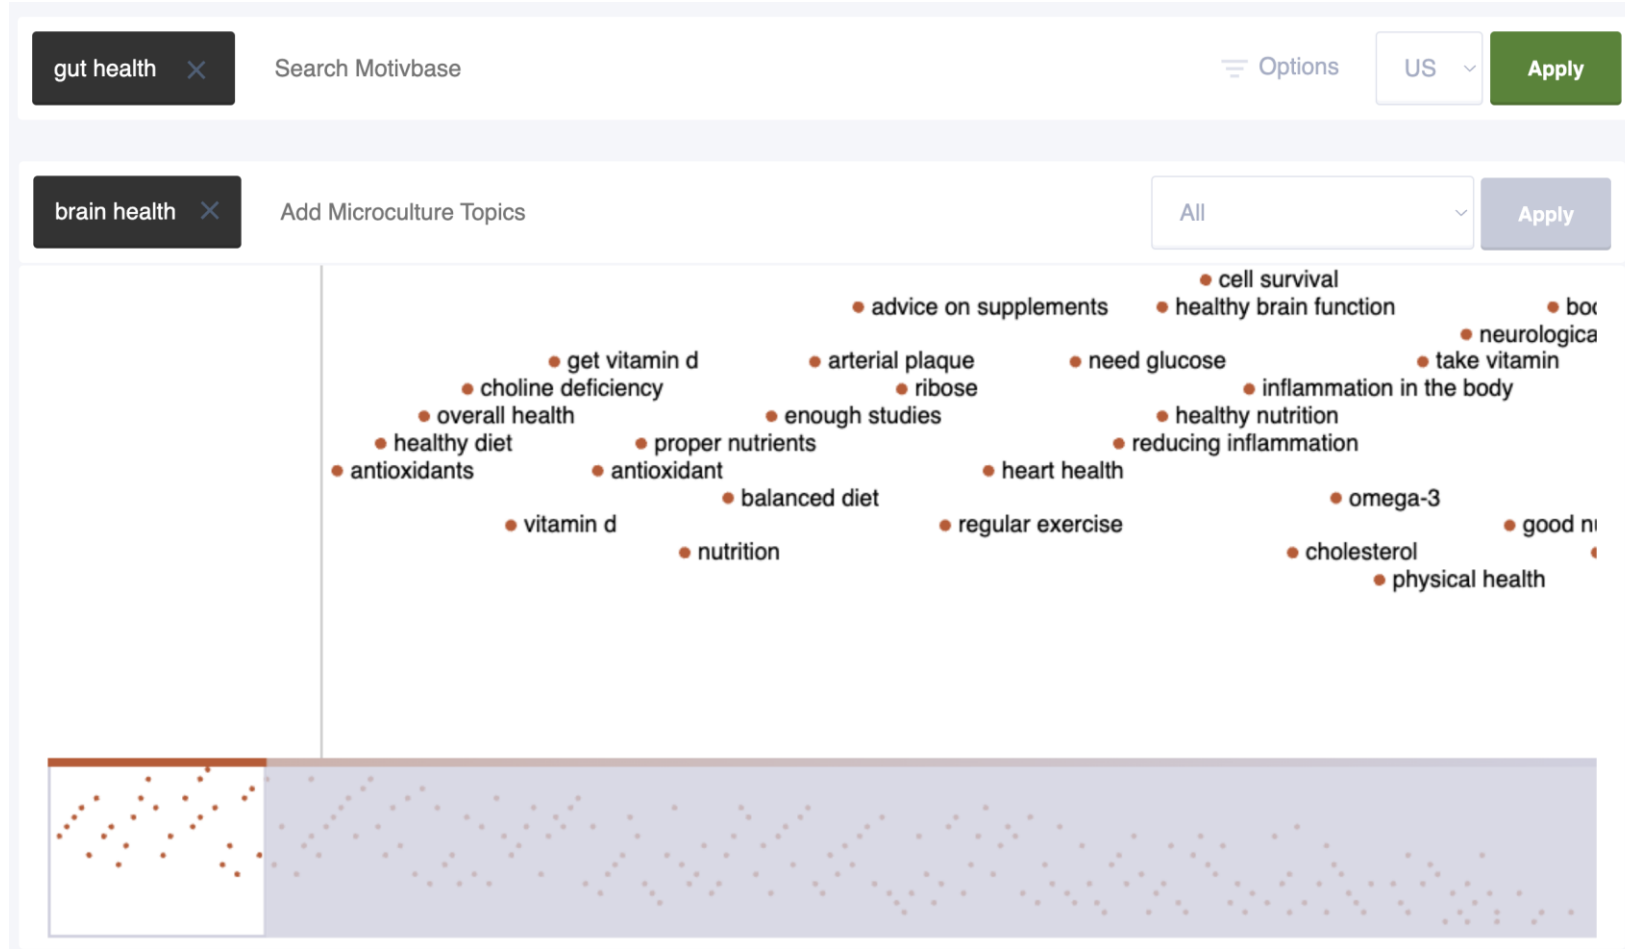 gut health
Search Motivbase
Options
US
Apply
brain health
Add Microculture Topics
All
Apply
cell survival
advice on supplements
healthy brain function
get vitamin d
arterial plaque
need glucose
take vitamin
choline deficiency
ribose
inflammation in the body
overall health
enough studies
healthy nutrition
healthy diet
proper nutrients
reducing inflammation
antioxidants
antioxidant
heart health
balanced diet
omega-3
vitamin d
regular exercise
good
nutrition
cholesterol
physical health